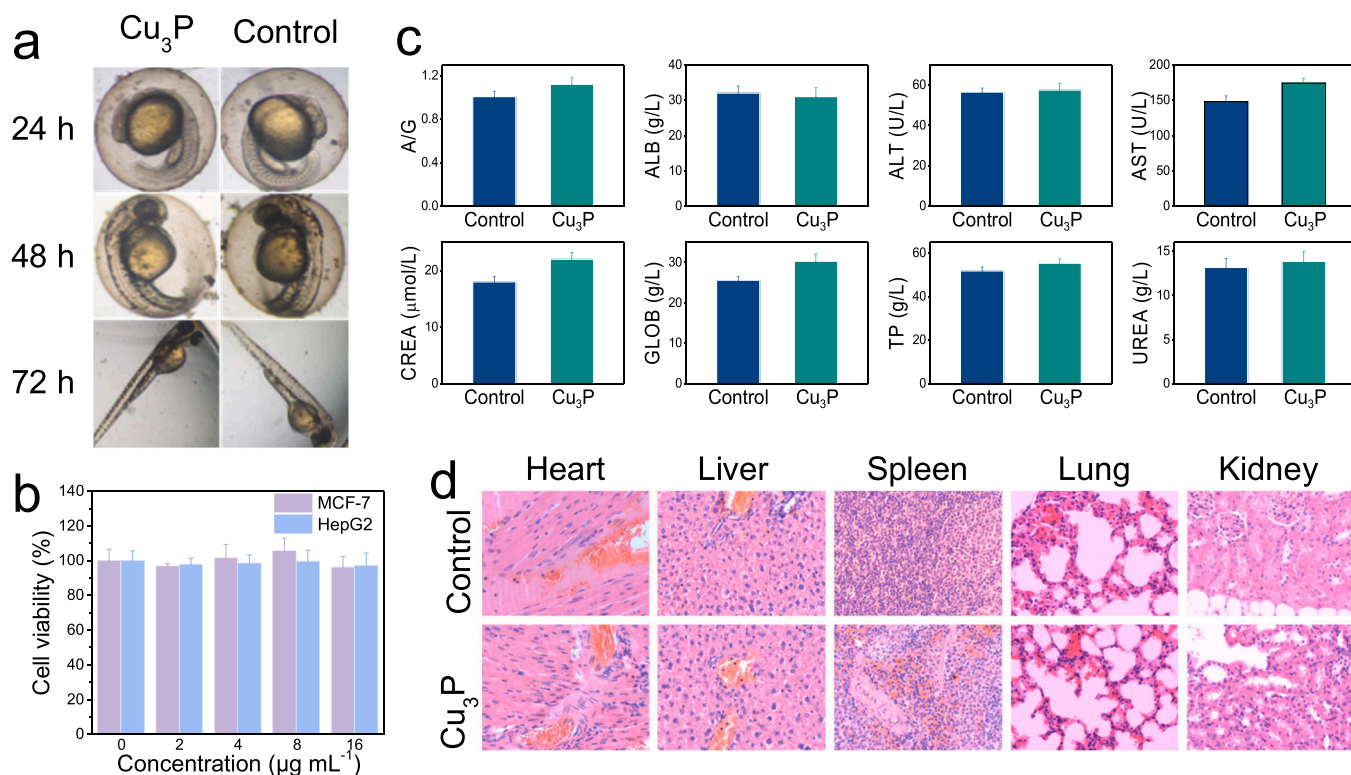 a
Cu₃P Control
24 h
48 h
72 h
b
140
120
100
80
60
40
20
0
Cell viability (%)
MCF-7
HepG2
0 2 4 8 16
Concentration (µg mL⁻¹)
c
1.2
0.8
0.4
0.0
A/G
Control Cu₃P
40
30
20
10
0
ALB (g/L)
Control Cu₃P
60
40
20
0
ALT (U/L)
Control Cu₃P
200
150
100
50
0
AST (U/L)
Control Cu₃P
20
10
0
CREA (μmol/L)
Control Cu₃P
30
20
10
0
GLOB (g/L)
Control Cu₃P
60
40
20
0
TP (g/L)
Control Cu₃P
15
10
5
0
UREA (g/L)
Control Cu₃P
d
Heart Liver Spleen Lung Kidney
Control
Cu₃P